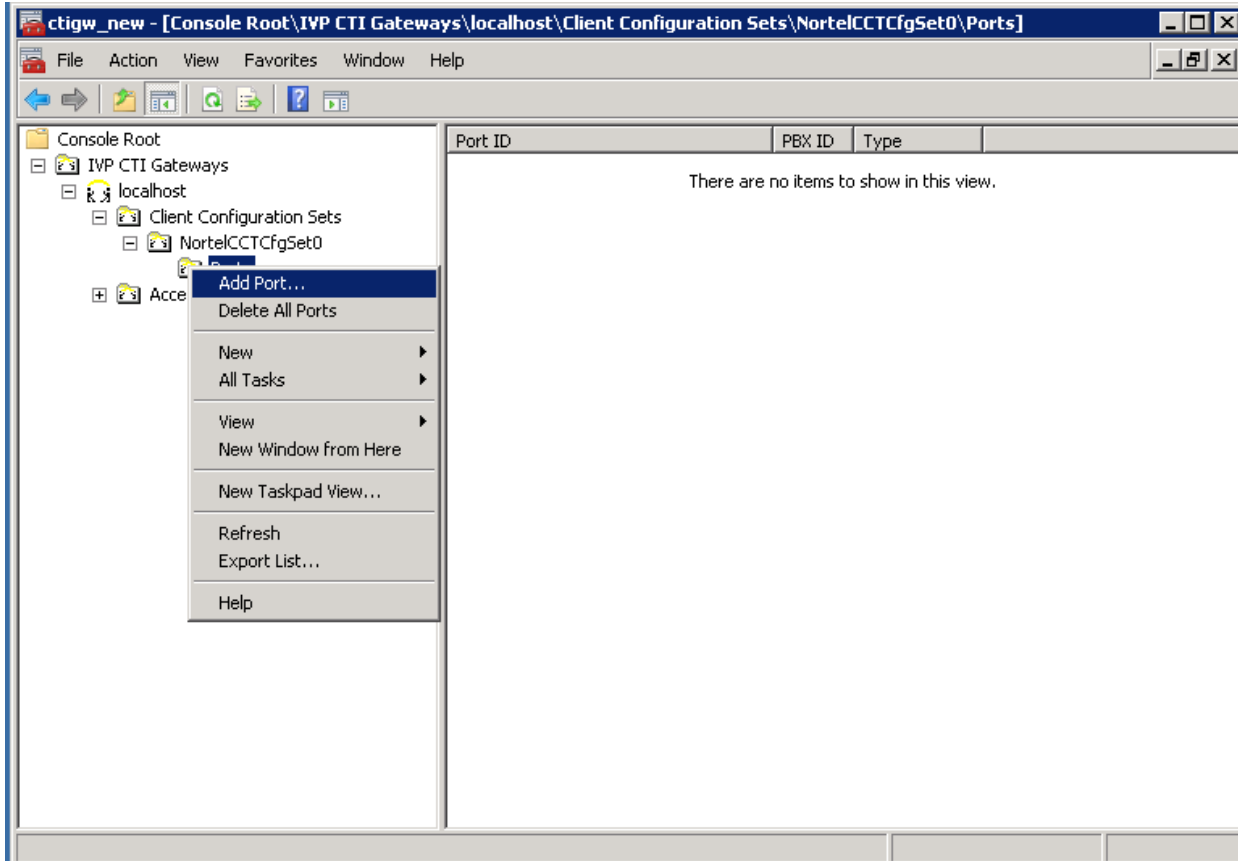 ctigw_new - [Console Root\IVP CTI Gateways\localhost\Client Configuration Sets\NortelCCTCfgSet0\Ports]
File Action View Favorites Window Help
Console Root
IVP CTI Gateways
localhost
Client Configuration Sets
NortelCCTCfgSet0
Acce
Add Port...
Delete All Ports
New
All Tasks
View
New Window from Here
New Taskpad View...
Refresh
Export List...
Help
Port ID PBX ID Type
There are no items to show in this view.